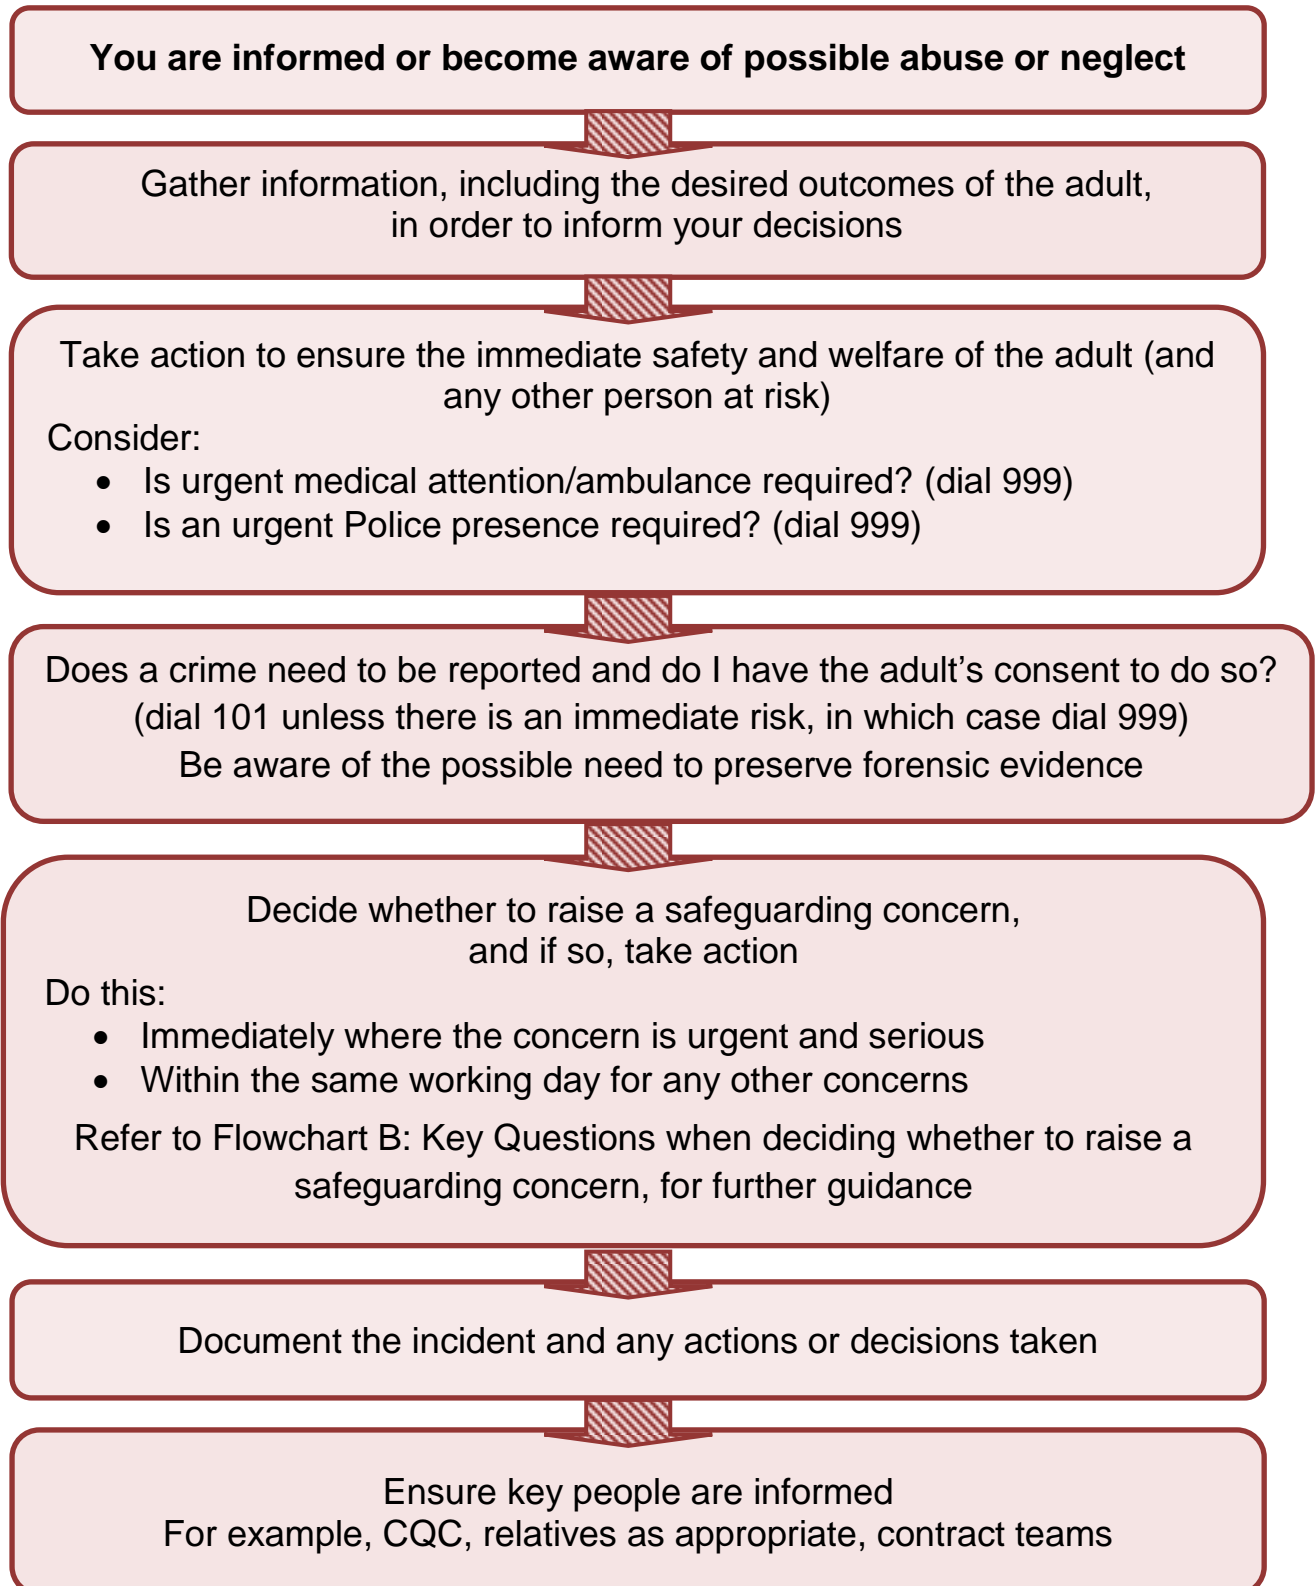 You are informed or become aware of possible abuse or neglect
Gather information, including the desired outcomes of the adult,
in order to inform your decisions
Take action to ensure the immediate safety and welfare of the adult (and
any other person at risk)
Consider:
• Is urgent medical attention/ambulance required? (dial 999)
• Is an urgent Police presence required? (dial 999)
Does a crime need to be reported and do I have the adult’s consent to do so?
(dial 101 unless there is an immediate risk, in which case dial 999)
Be aware of the possible need to preserve forensic evidence
Decide whether to raise a safeguarding concern,
and if so, take action
Do this:
• Immediately where the concern is urgent and serious
• Within the same working day for any other concerns
Refer to Flowchart B: Key Questions when deciding whether to raise a
safeguarding concern, for further guidance
Document the incident and any actions or decisions taken
Ensure key people are informed
For example, CQC, relatives as appropriate, contract teams